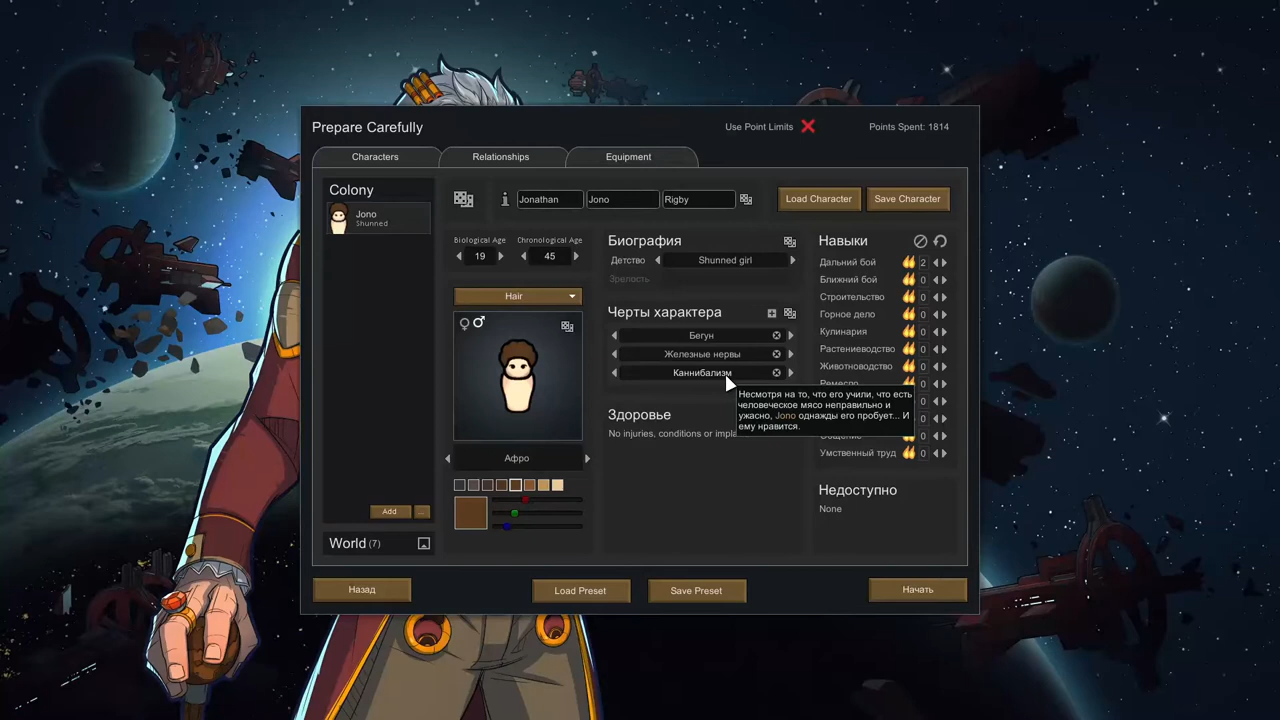 Prepare Carefully
Use Point Limits
Points Spent: 1814
Characters
Relationships
Equipment
Colony
Jono
Shunned
Add
...
World (7)
Jonathan
Jono
Rigby
Load Character
Save Character
Biological Age
Chronological Age
19
45
Hair
Афро
Биография
Детство
Shunned girl
Зрелость
Черты характера
Бегун
Железные нервы
Каннибализм
Несмотря на то, что его учили, что есть
человеческое мясо неправильно и
ужасно, Jono однажды его пробует... И
ему нравится.
Здоровье
No injuries, conditions or impla
Навыки
Дальний бой 2
Ближний бой 0
Строительство 0
Горное дело 0
Кулинария 0
Растениеводство 0
Животноводство 0
Ремесло 0
0
0
Общение 0
Умственный труд 0
Недоступно
None
Назад
Load Preset
Save Preset
Начать